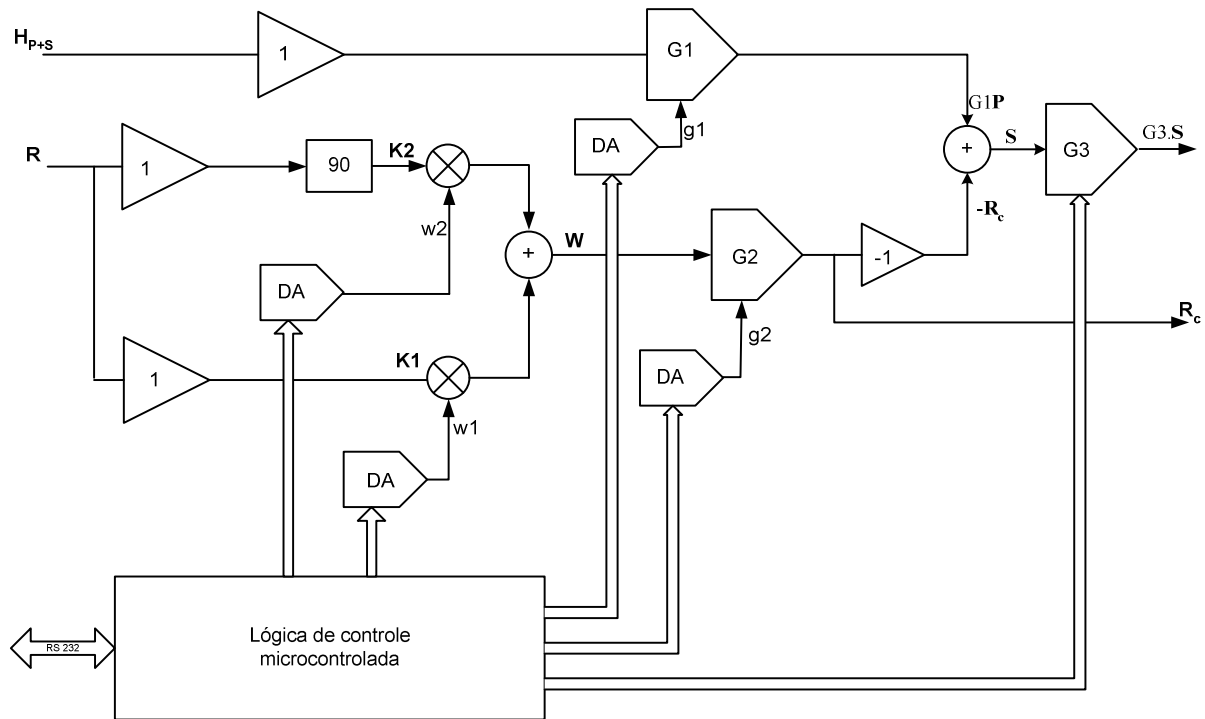 H_{P+S}
1
G1
G1P
DA
g1
R
1
90
K2
w2
+
W
+
S
G3
G3.S
-R_c
G2
-1
DA
g2
R_c
1
K1
w1
DA
DA
Lógica de controle
microcontrolada
RS 232